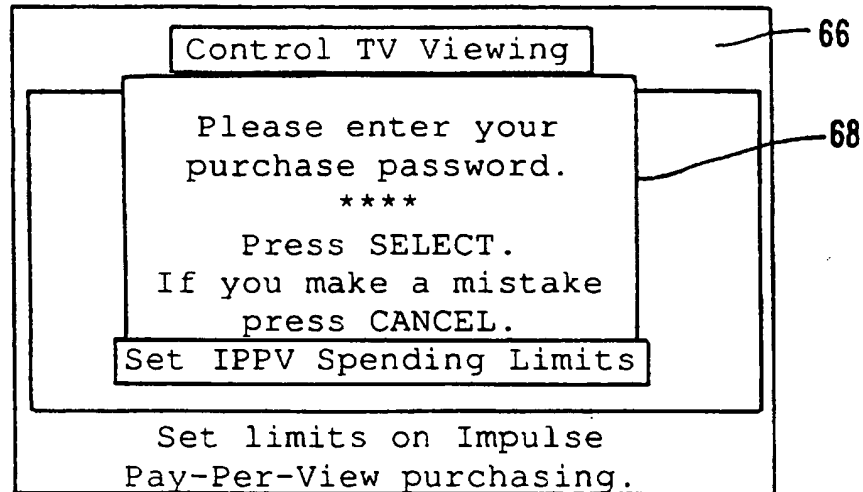 Control TV Viewing
66
Please enter your
purchase password.
68
****
Press SELECT.
If you make a mistake
press CANCEL.
Set IPPV Spending Limits
Set limits on Impulse
Pay-Per-View purchasing.